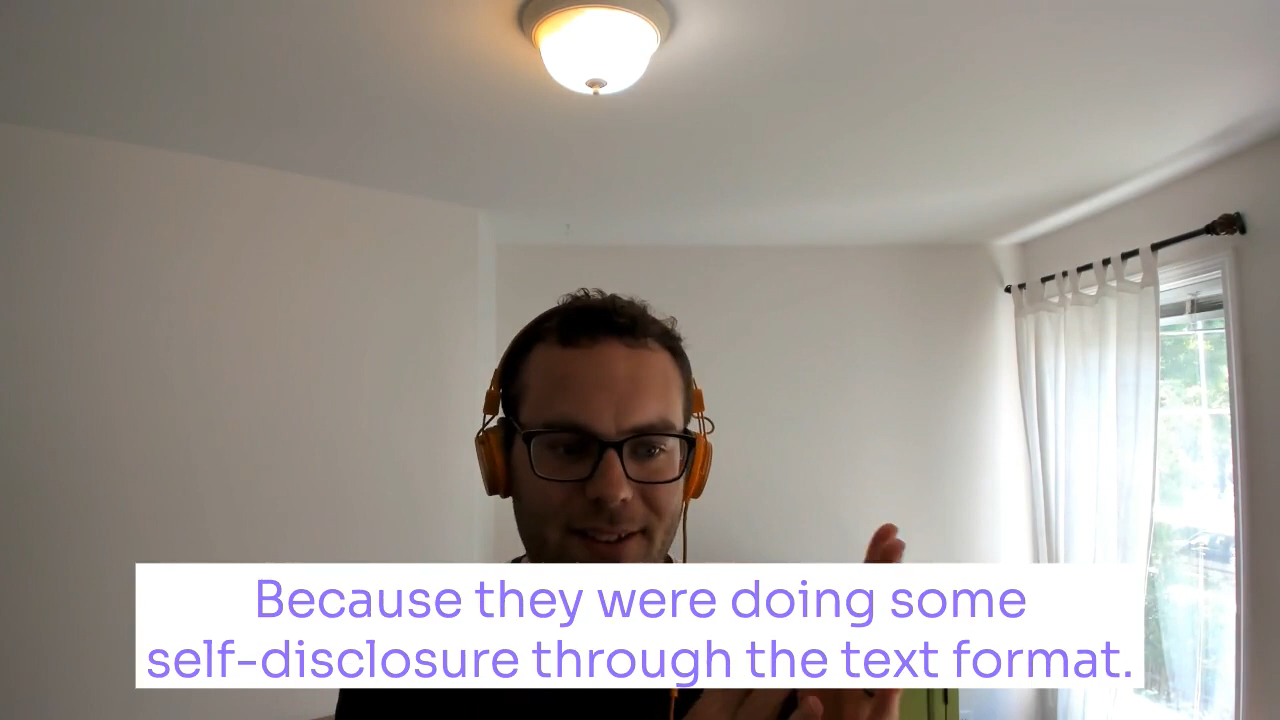 Because they were doing some
self-disclosure through the text format.